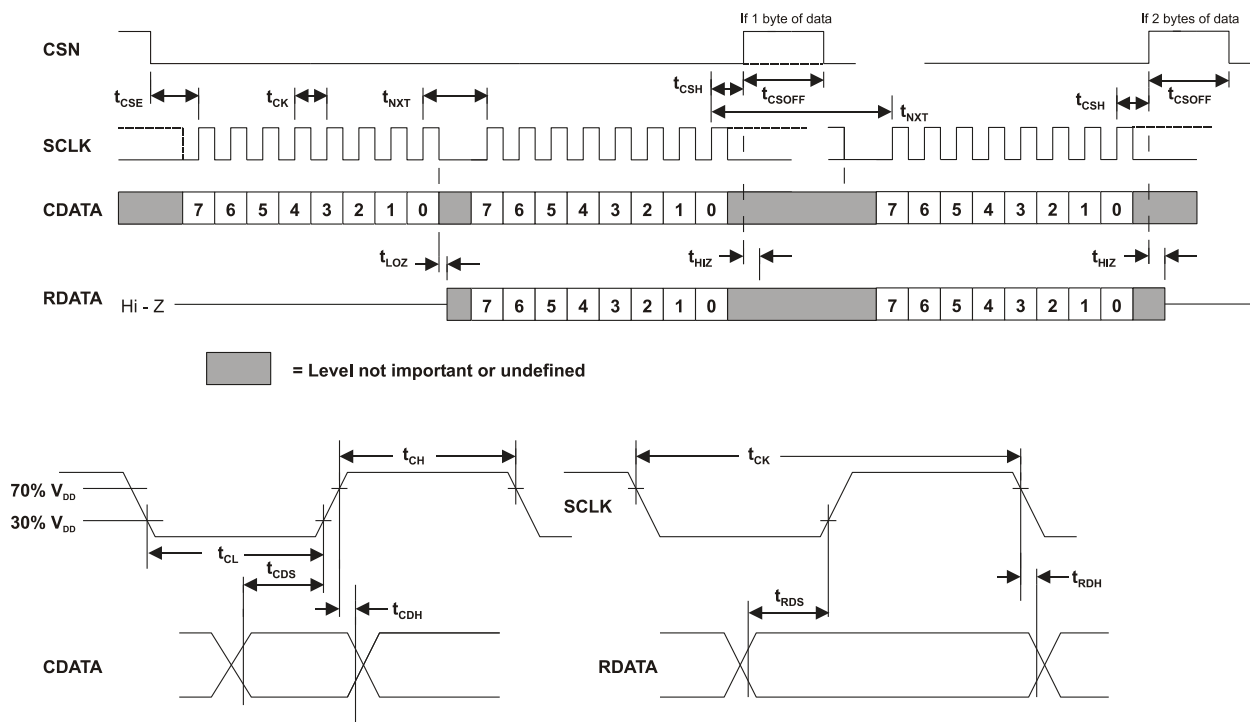 If 1 byte of data
If 2 bytes of data
CSN
tCSE
tCK
tNXT
tCSH
tCSOFF
tNXT
tCSH
tCSOFF
SCLK
CDATA
7 6 5 4 3 2 1 0
7 6 5 4 3 2 1 0
7 6 5 4 3 2 1 0
tLOZ
tHIZ
tHIZ
RDATA
Hi - Z
7 6 5 4 3 2 1 0
7 6 5 4 3 2 1 0
= Level not important or undefined
tCH
tCK
70% VDD
30% VDD
SCLK
tCL
tCDS
tCDH
tRDS
tRDH
CDATA
RDATA